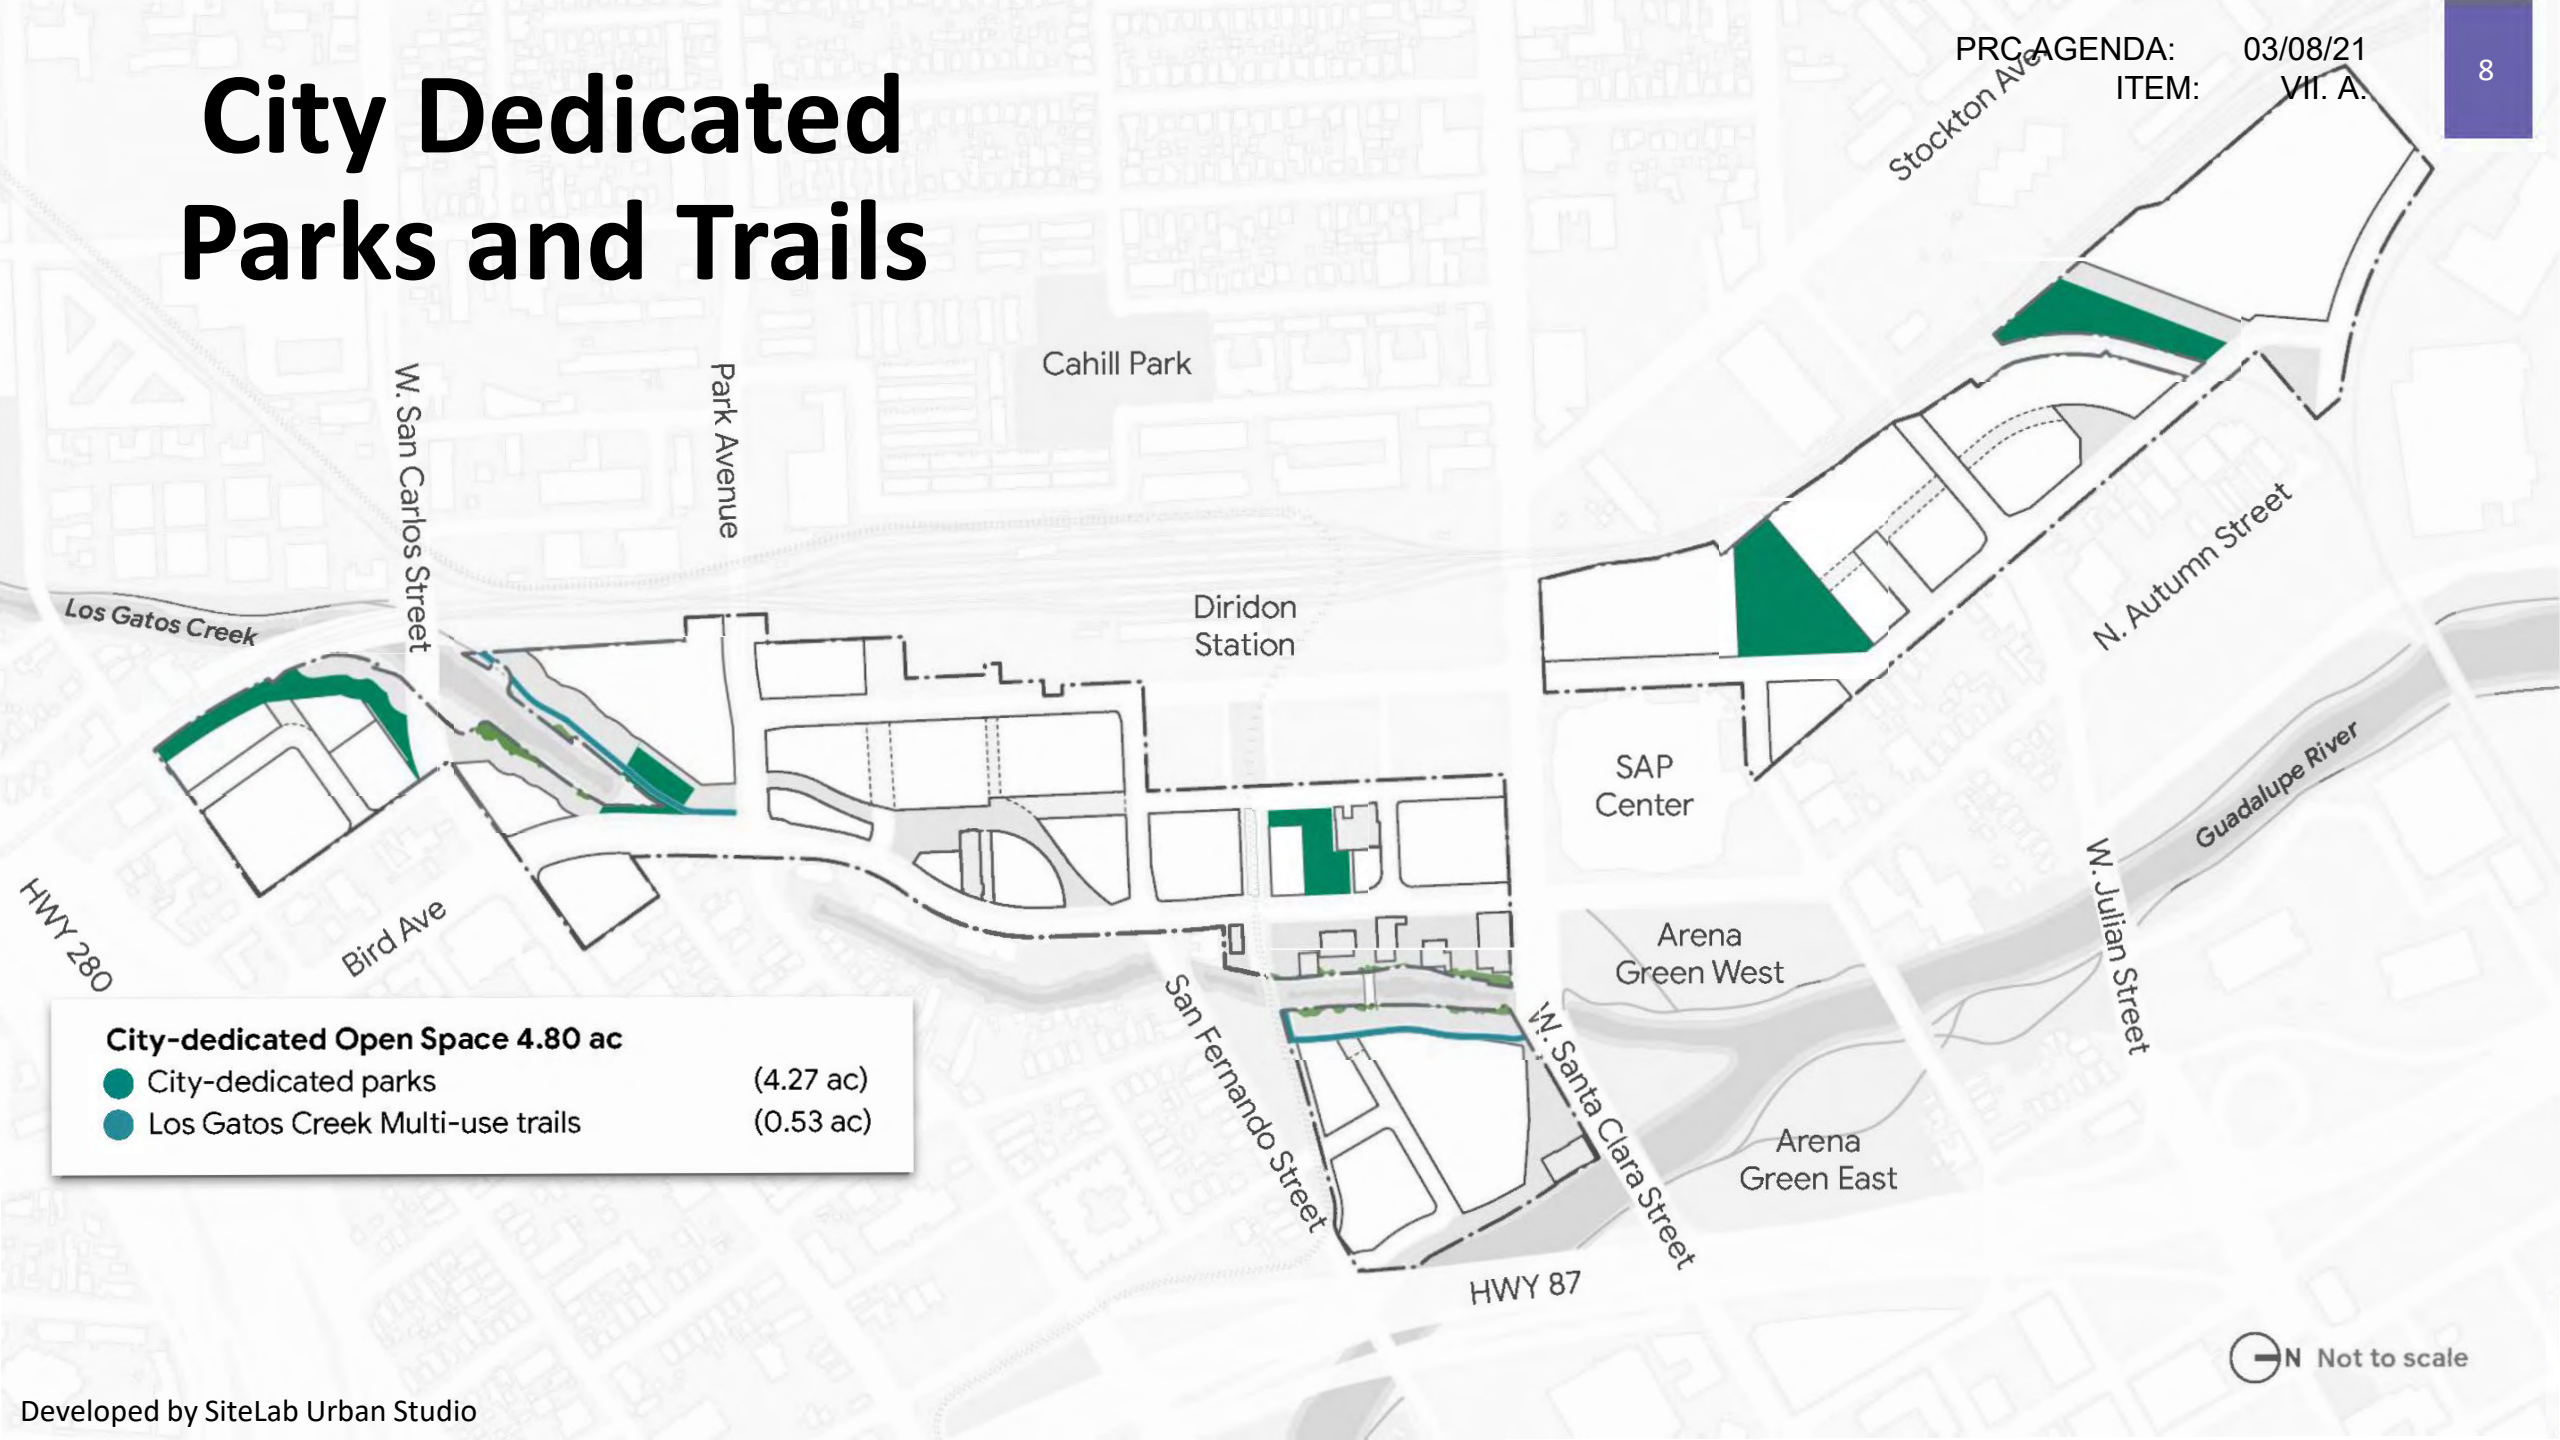 PRC AGENDA: 03/08/21
ITEM: VII. A.
8
City Dedicated
Parks and Trails
Stockton Ave
Cahill Park
W. San Carlos Street
Park Avenue
Los Gatos Creek
Diridon
Station
N. Autumn Street
SAP
Center
Guadalupe River
W. Julian Street
HWY 280
Bird Ave
Arena
Green West
San Fernando Street
W. Santa Clara Street
Arena
Green East
HWY 87
City-dedicated Open Space 4.80 ac
City-dedicated parks (4.27 ac)
Los Gatos Creek Multi-use trails (0.53 ac)
N Not to scale
Developed by SiteLab Urban Studio